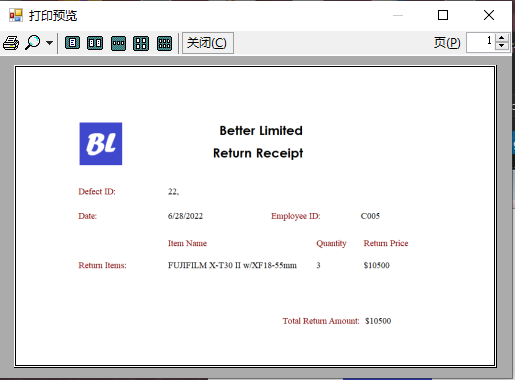 打印预览
关闭(C) 页(P) 1
BL
Better Limited
Return Receipt
Defect ID: 22,
Date: 6/28/2022 Employee ID: C005
Item Name Quantity Return Price
Return Items: FUJIFILM X-T30 II w/XF18-55mm 3 $10500
Total Return Amount: $10500